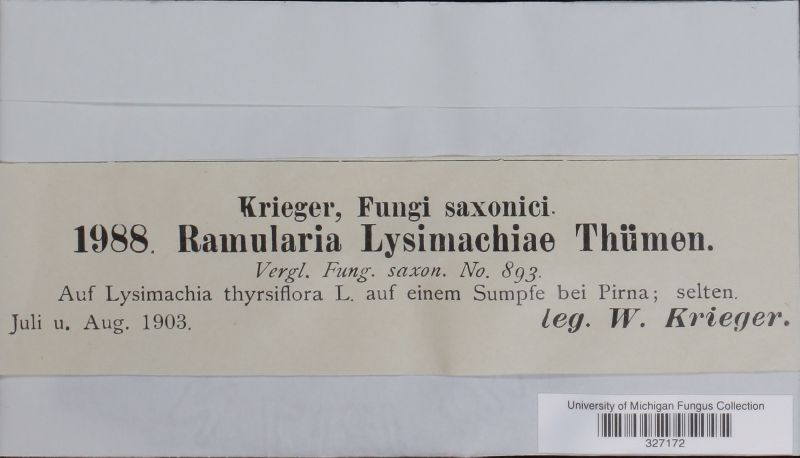 Krieger, Fungi saxonici.
1988. Ramularia Lysimachiae Thümen.
Vergl. Fung. saxon. No. 893.
Auf Lysimachia thyrsiflora L. auf einem Sumpfe bei Pirna; selten.
Juli u. Aug. 1903. leg. W. Krieger.
University of Michigan Fungus Collection
327172